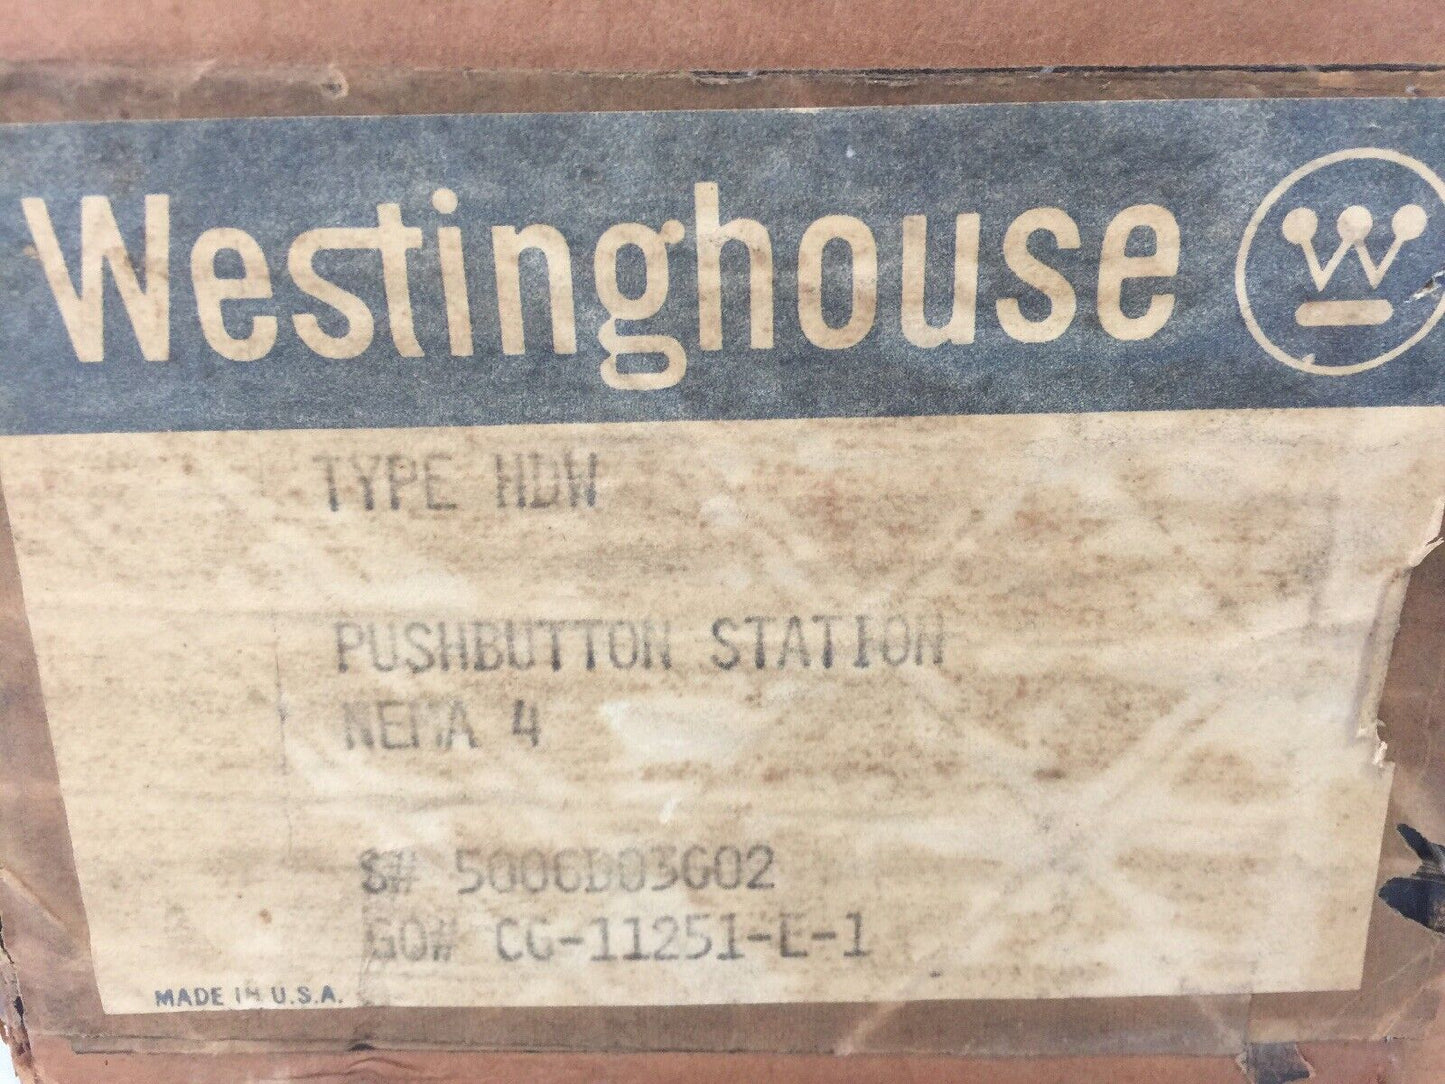 Westinghouse
W
TYPE HDW
PUSHBUTTON STATION
NEMA 4
S# 5006D03G02
GO# CG-11251-E-1
MADE IN U.S.A.